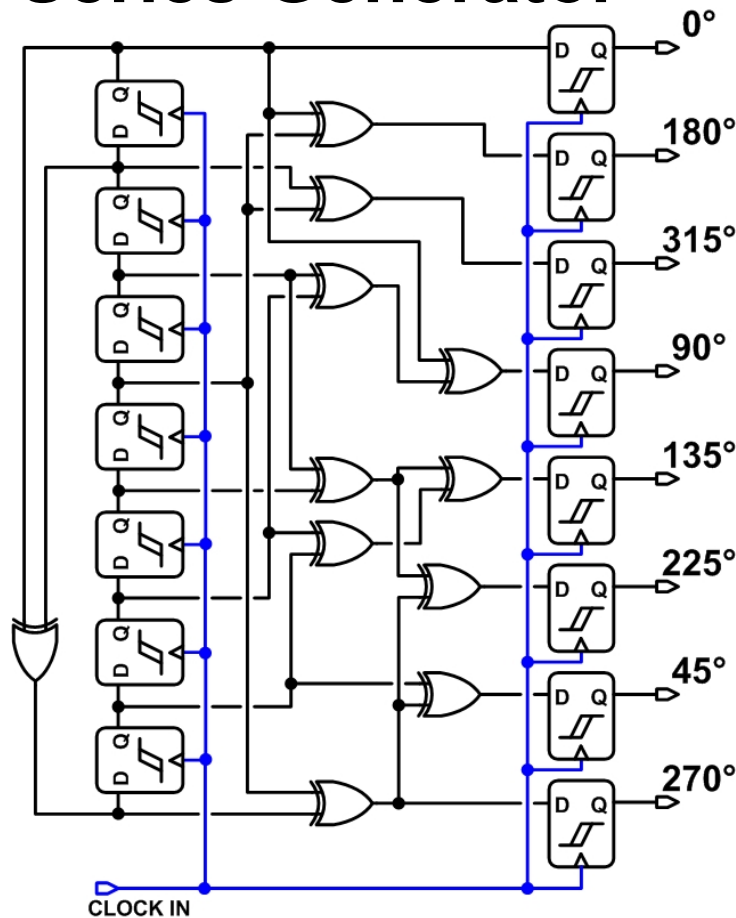 Series Generator
0°
D Q
180°
D Q
315°
D Q
90°
D Q
135°
D Q
225°
D Q
45°
D Q
270°
D Q
Q
D
Q
D
Q
D
Q
D
Q
D
Q
D
Q
D
CLOCK IN